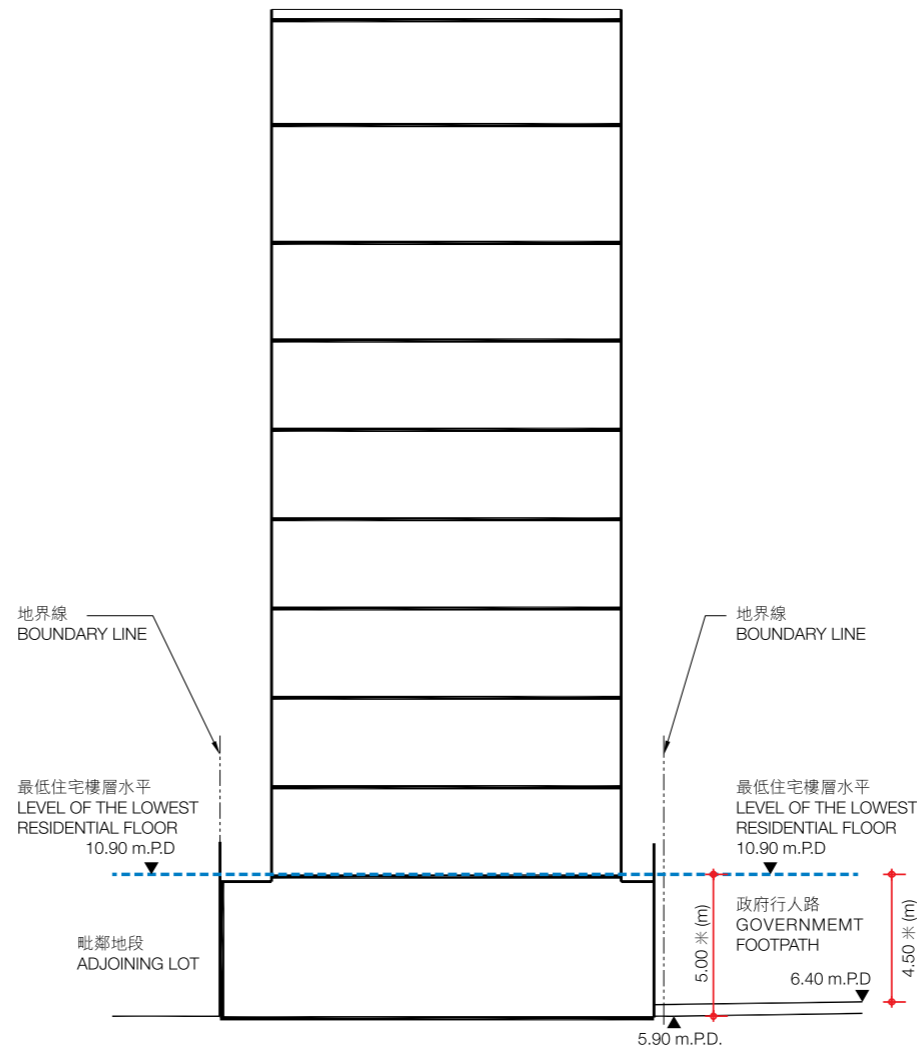 地界線
BOUNDARY LINE
地界線
BOUNDARY LINE
最低住宅樓層水平
LEVEL OF THE LOWEST
RESIDENTIAL FLOOR
10.90 m.P.D
最低住宅樓層水平
LEVEL OF THE LOWEST
RESIDENTIAL FLOOR
10.90 m.P.D
毗鄰地段
ADJOINING LOT
5.00 米 (m)
政府行人路
GOVERNMEMT
FOOTPATH
4.50 米 (m)
6.40 m.P.D
5.90 m.P.D.